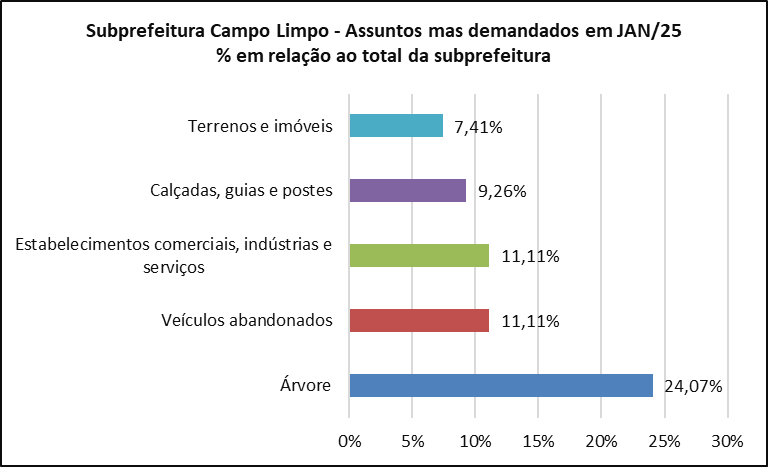 Subprefeitura Campo Limpo - Assuntos mas demandados em JAN/25
% em relação ao total da subprefeitura
Terrenos e imóveis
7,41%
Calçadas, guias e postes
9,26%
Estabelecimentos comerciais, indústrias e
serviços
11,11%
Veículos abandonados
11,11%
Árvore
24,07%
0% 5% 10% 15% 20% 25% 30%